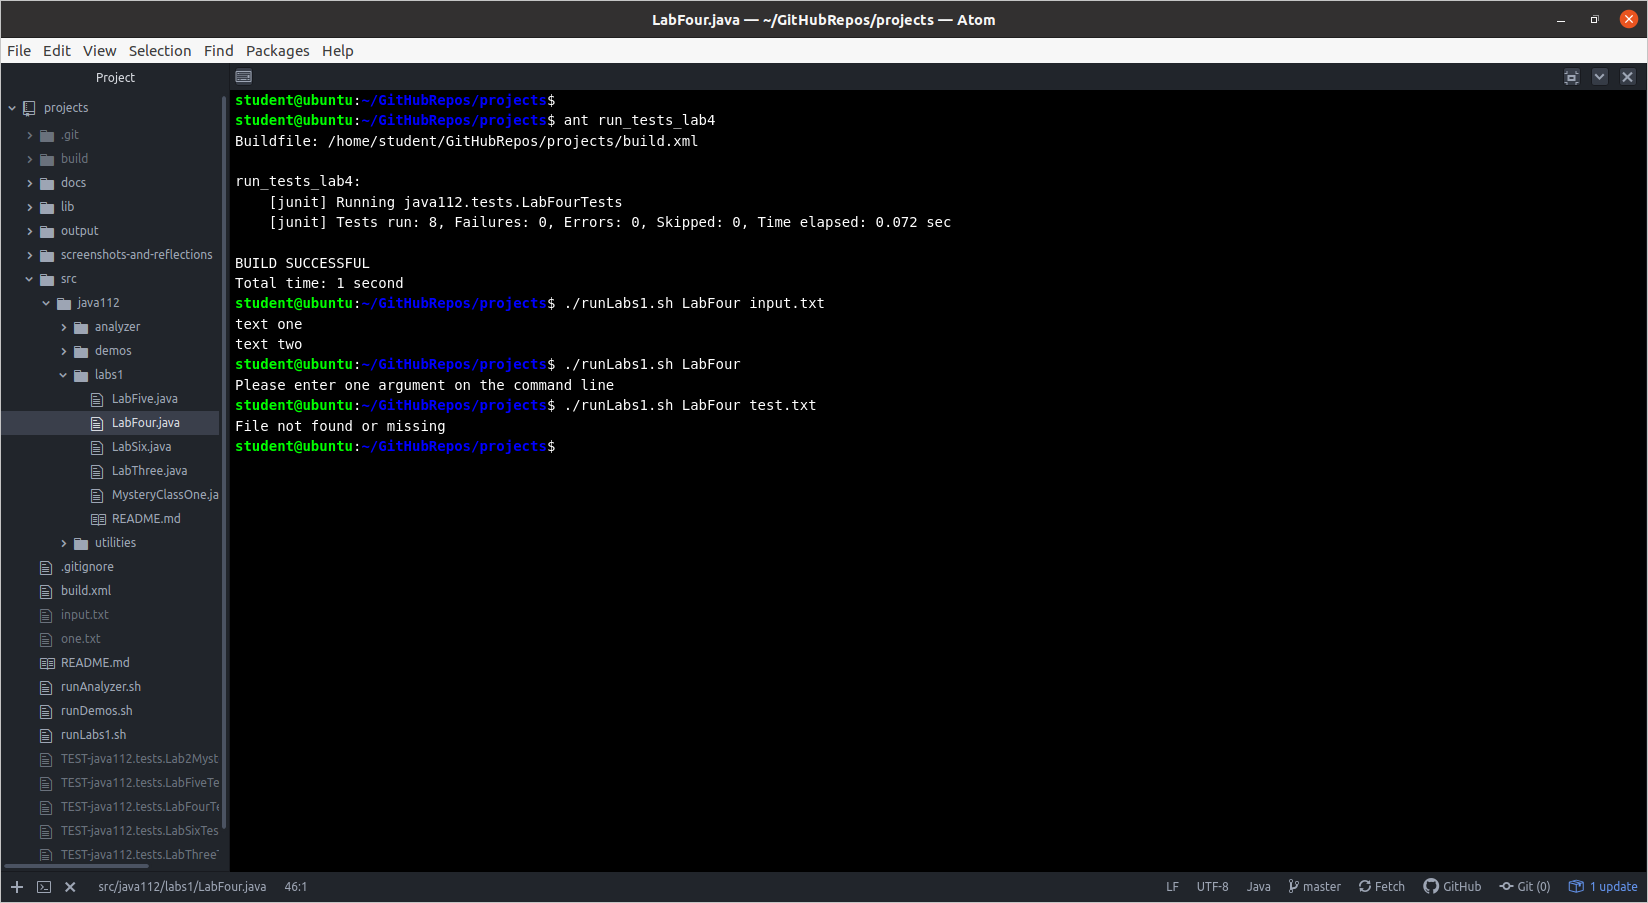 LabFour.java — ~/GitHubRepos/projects — Atom
File Edit View Selection Find Packages Help
Project
projects
.git
build
docs
lib
output
screenshots-and-reflections
src
java112
analyzer
demos
labs1
LabFive.java
LabFour.java
LabSix.java
LabThree.java
MysteryClassOne.ja
README.md
utilities
.gitignore
build.xml
input.txt
one.txt
README.md
runAnalyzer.sh
runDemos.sh
runLabs1.sh
TEST-java112.tests.Lab2Myst
TEST-java112.tests.LabFiveTe
TEST-java112.tests.LabFourTe
TEST-java112.tests.LabSixTes
TEST-java112.tests.LabThreeT
student@ubuntu:~/GitHubRepos/projects$
student@ubuntu:~/GitHubRepos/projects$ ant run_tests_lab4
Buildfile: /home/student/GitHubRepos/projects/build.xml
run_tests_lab4:
[junit] Running java112.tests.LabFourTests
[junit] Tests run: 8, Failures: 0, Errors: 0, Skipped: 0, Time elapsed: 0.072 sec
BUILD SUCCESSFUL
Total time: 1 second
student@ubuntu:~/GitHubRepos/projects$ ./runLabs1.sh LabFour input.txt
text one
text two
student@ubuntu:~/GitHubRepos/projects$ ./runLabs1.sh LabFour
Please enter one argument on the command line
student@ubuntu:~/GitHubRepos/projects$ ./runLabs1.sh LabFour test.txt
File not found or missing
student@ubuntu:~/GitHubRepos/projects$
src/java112/labs1/LabFour.java 46:1 LF UTF-8 Java master Fetch GitHub Git (0) 1 update